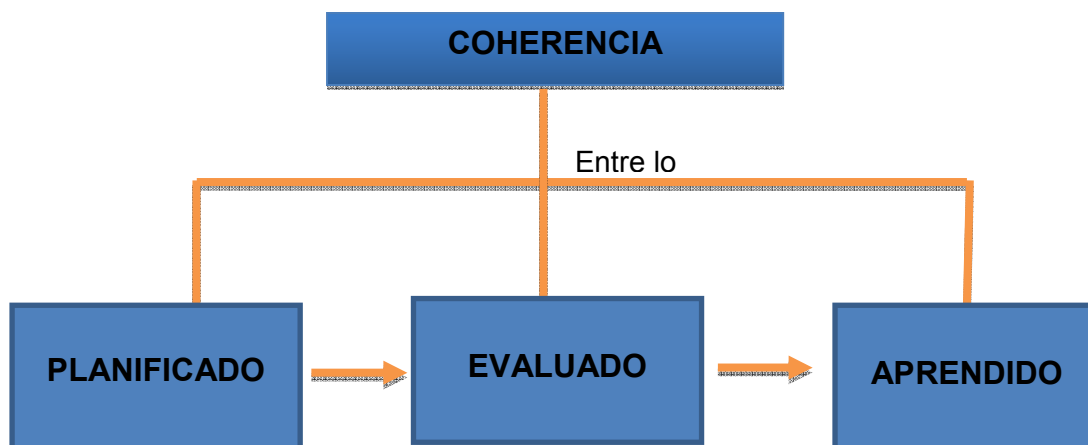 COHERENCIA
Entre lo
PLANIFICADO
EVALUADO
APRENDIDO